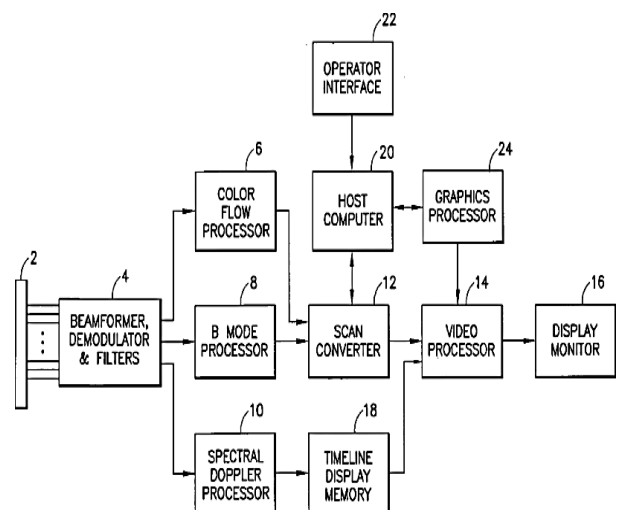 22
OPERATOR
INTERFACE
6
COLOR
FLOW
PROCESSOR
20
HOST
COMPUTER
24
GRAPHICS
PROCESSOR
2
4
BEAMFORMER,
DEMODULATOR
& FILTERS
8
B MODE
PROCESSOR
12
SCAN
CONVERTER
14
VIDEO
PROCESSOR
16
DISPLAY
MONITOR
10
SPECTRAL
DOPPLER
PROCESSOR
18
TIMELINE
DISPLAY
MEMORY